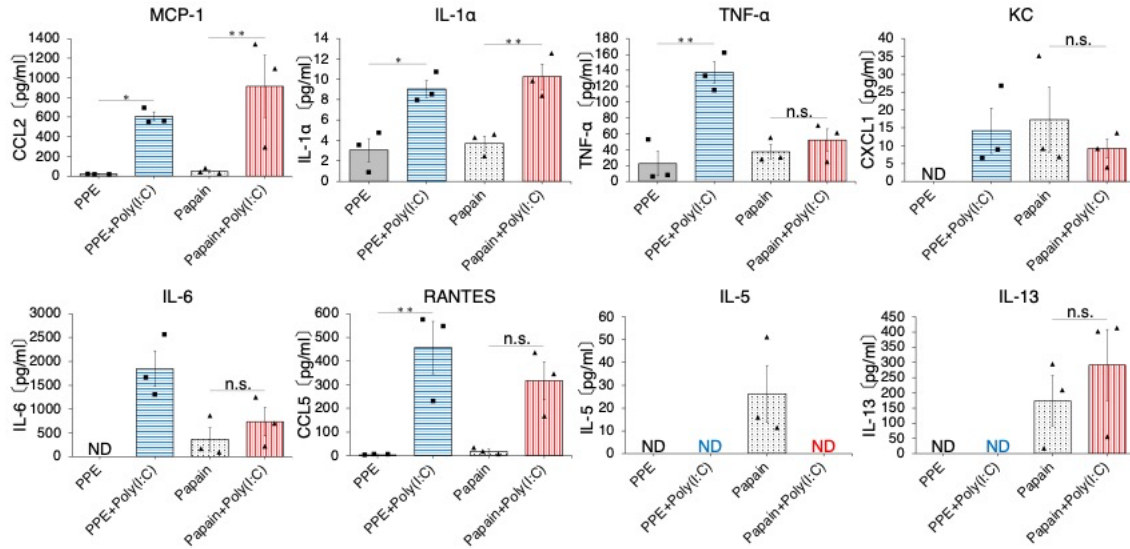 MCP-1
CCL2〔pg/ml〕
1400
1200
1000
800
600
400
200
0
*
**
PPE
PPE+Poly(I:C)
Papain
Papain+Poly(I:C)
IL-1α
IL-1α〔pg/ml〕
14
12
10
8
6
4
2
0
*
**
PPE
PPE+Poly(I:C)
Papain
Papain+Poly(I:C)
TNF-α
TNF-α〔pg/ml〕
180
160
140
120
100
80
60
40
20
0
**
n.s.
PPE
PPE+Poly(I:C)
Papain
Papain+Poly(I:C)
KC
CXCL1〔pg/ml〕
40
35
30
25
20
15
10
5
0
n.s.
ND
PPE
PPE+Poly(I:C)
Papain
Papain+Poly(I:C)
IL-6
IL-6〔pg/ml〕
3000
2500
2000
1500
1000
500
0
n.s.
ND
PPE
PPE+Poly(I:C)
Papain
Papain+Poly(I:C)
RANTES
CCL5〔pg/ml〕
600
500
400
300
200
100
0
**
n.s.
PPE
PPE+Poly(I:C)
Papain
Papain+Poly(I:C)
IL-5
IL-5〔pg/ml〕
60
50
40
30
20
10
0
ND
ND
ND
PPE
PPE+Poly(I:C)
Papain
Papain+Poly(I:C)
IL-13
IL-13〔pg/ml〕
450
400
350
300
250
200
150
100
50
0
n.s.
ND
ND
PPE
PPE+Poly(I:C)
Papain
Papain+Poly(I:C)